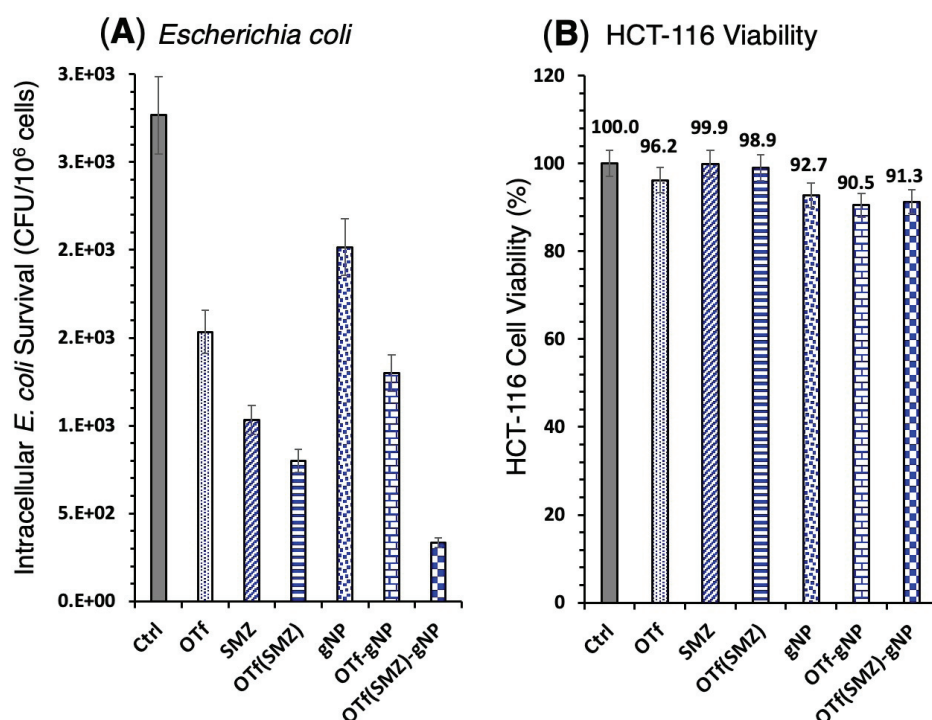 (A) Escherichia coli
Intracellular E. coli Survival (CFU/10⁶ cells)
3.E+03
3.E+03
2.E+03
2.E+03
1.E+03
5.E+02
0.E+00
Ctrl
OTf
SMZ
OTf(SMZ)
gNP
OTf-gNP
OTf(SMZ)-gNP
(B) HCT-116 Viability
HCT-116 Cell Viability (%)
120
100
80
60
40
20
0
100.0
96.2
99.9
98.9
92.7
90.5
91.3
Ctrl
OTf
SMZ
OTf(SMZ)
gNP
OTf-gNP
OTf(SMZ)-gNP